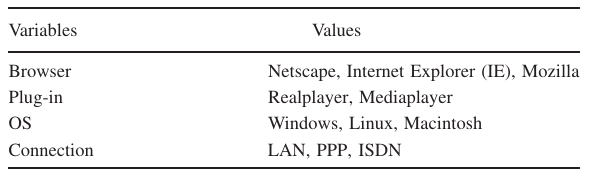 Variables Values
Browser Netscape, Internet Explorer (IE), Mozilla
Plug-in Realplayer, Mediaplayer
OS Windows, Linux, Macintosh
Connection LAN, PPP, ISDN